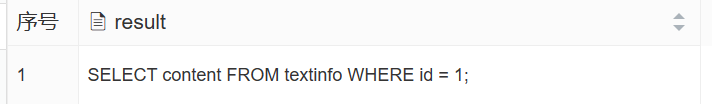 序号 result
1 SELECT content FROM textinfo WHERE id = 1;